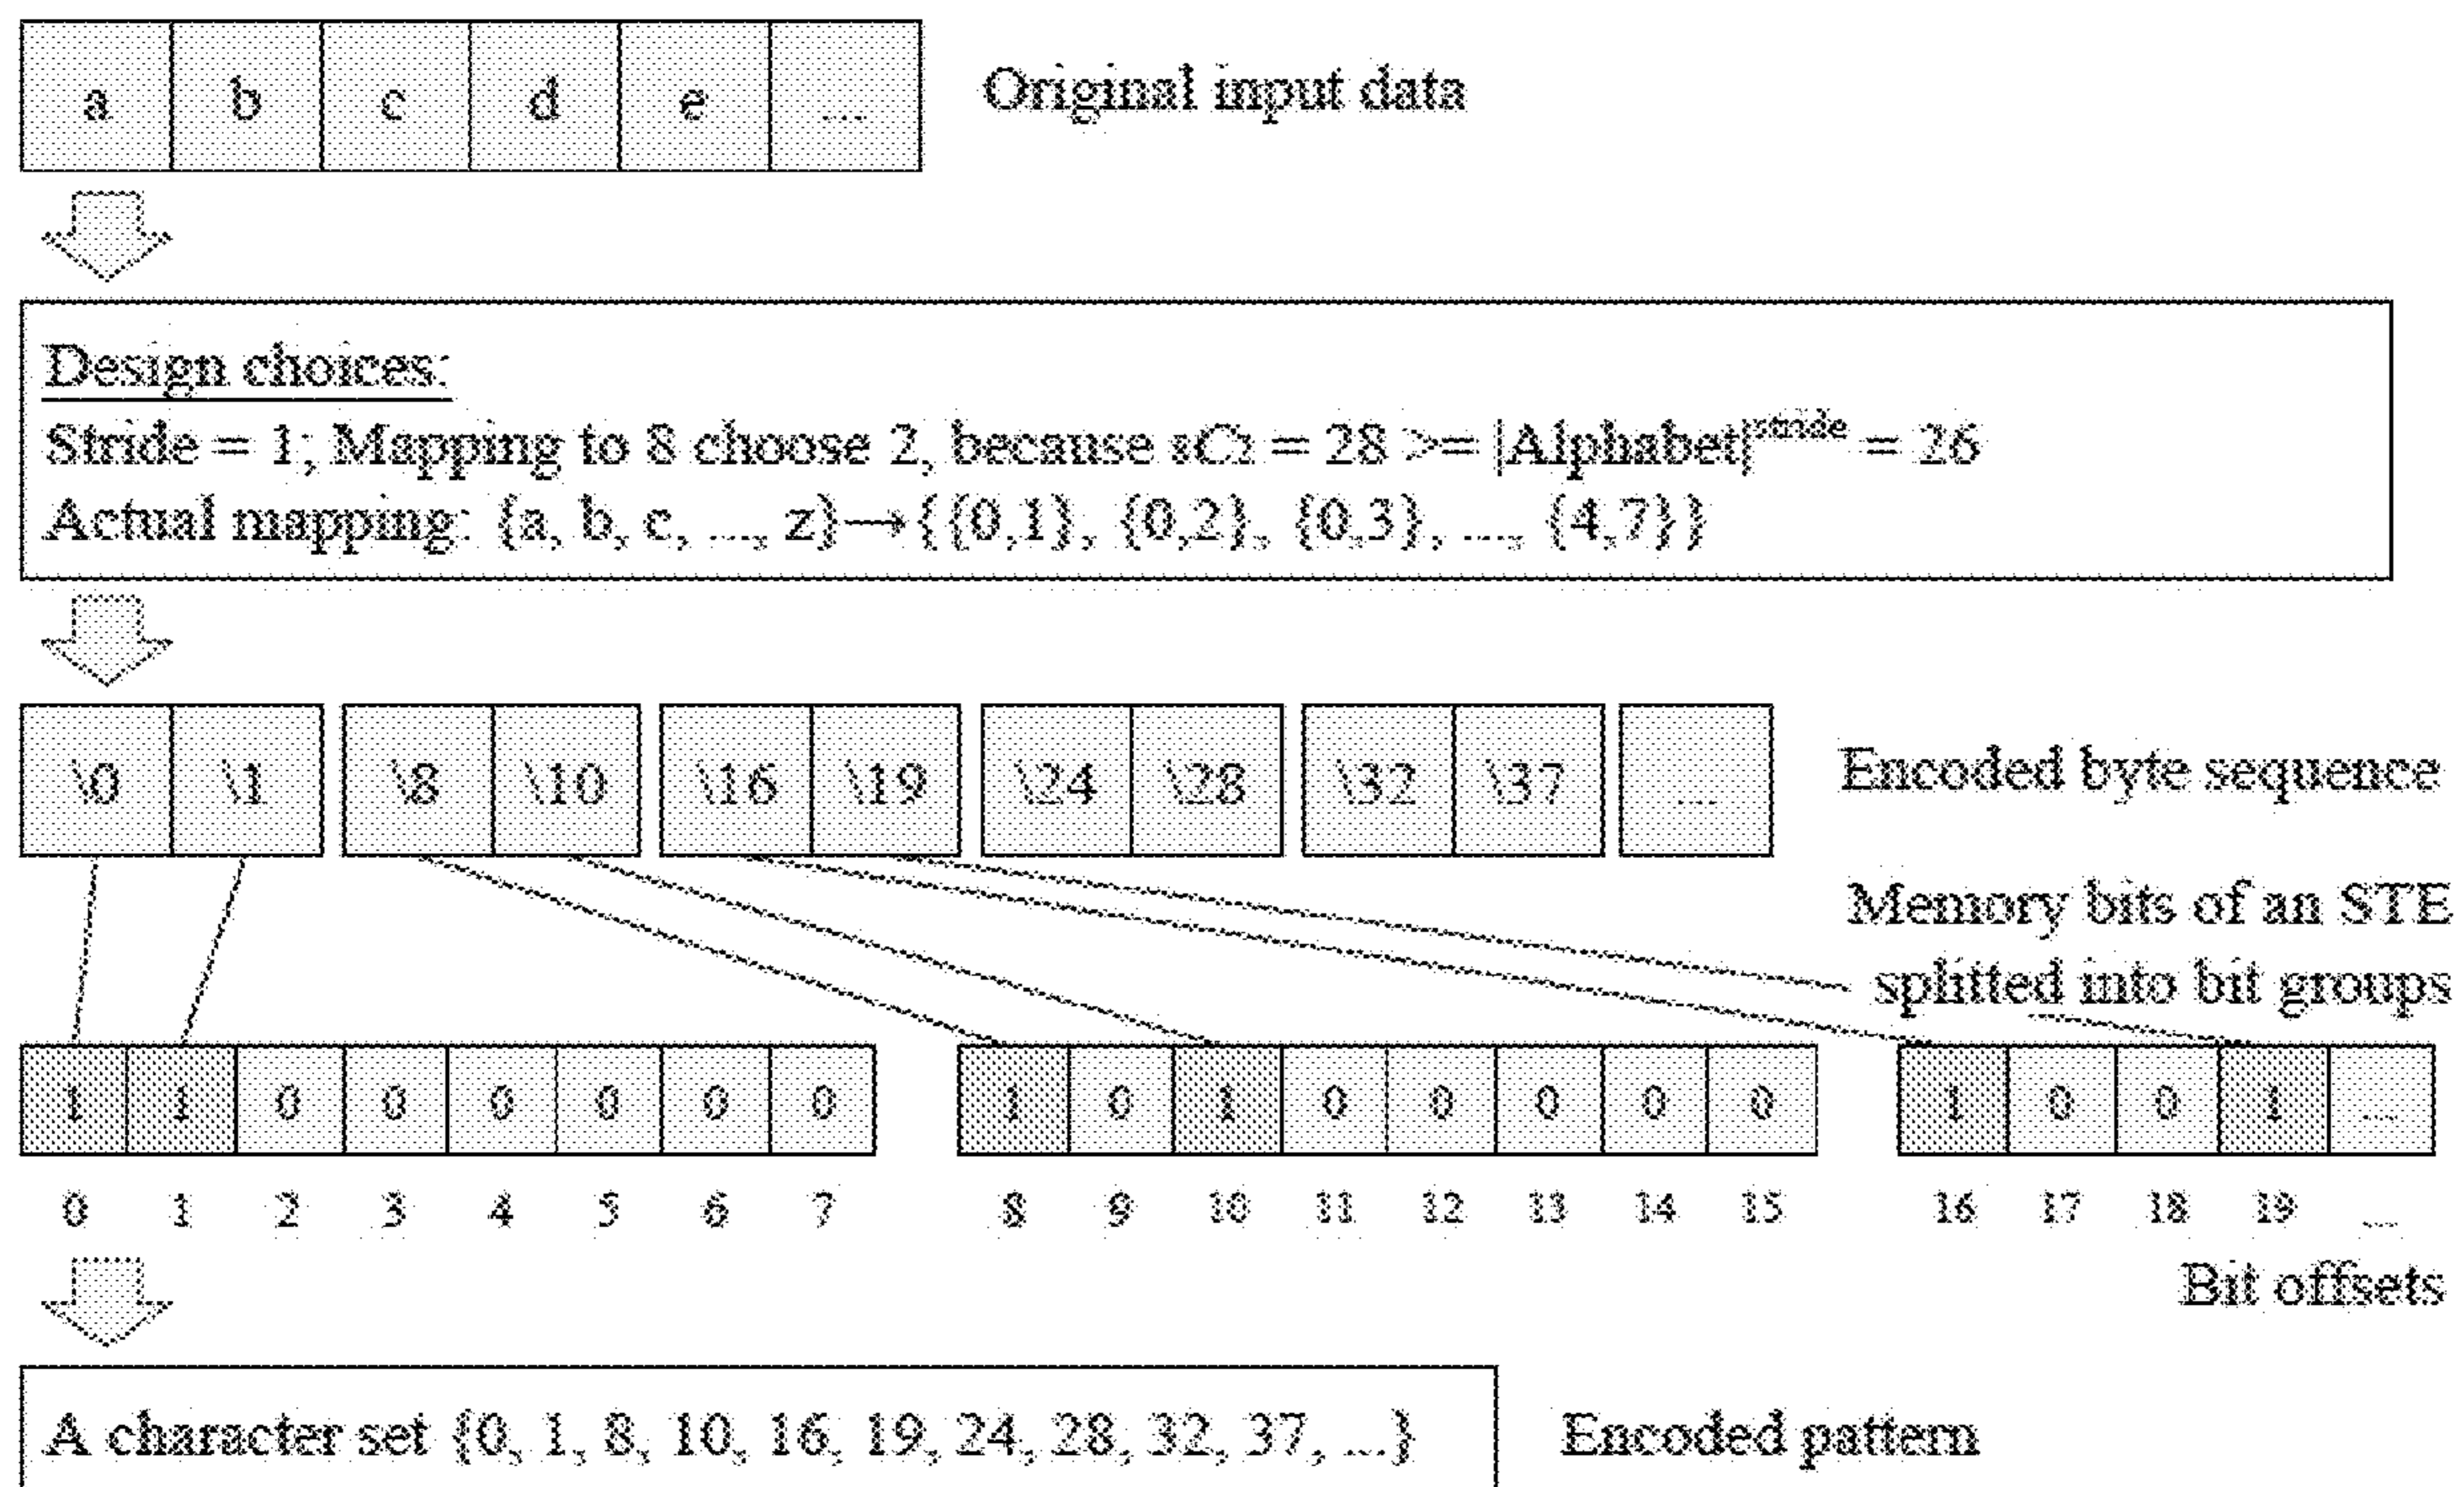 a b c d e ...
Original input data
Design choices:
Stride = 1; Mapping to 8 choose 2, because 8C2 = 28 >= |Alphabet|^stride = 26
Actual mapping: {a, b, c, ..., z}→{{0,1}, {0,2}, {0,3}, ..., {4,7}}
\0 \1 \8 \10 \16 \19 \24 \28 \32 \37 ...
Encoded byte sequence
Memory bits of an STE
splitted into bit groups
1 1 0 0 0 0 0 0 1 0 1 0 0 0 0 0 1 0 0 1 ...
0 1 2 3 4 5 6 7 8 9 10 11 12 13 14 15 16 17 18 19 ...
Bit offsets
A character set {0, 1, 8, 10, 16, 19, 24, 28, 32, 37, ...}
Encoded pattern